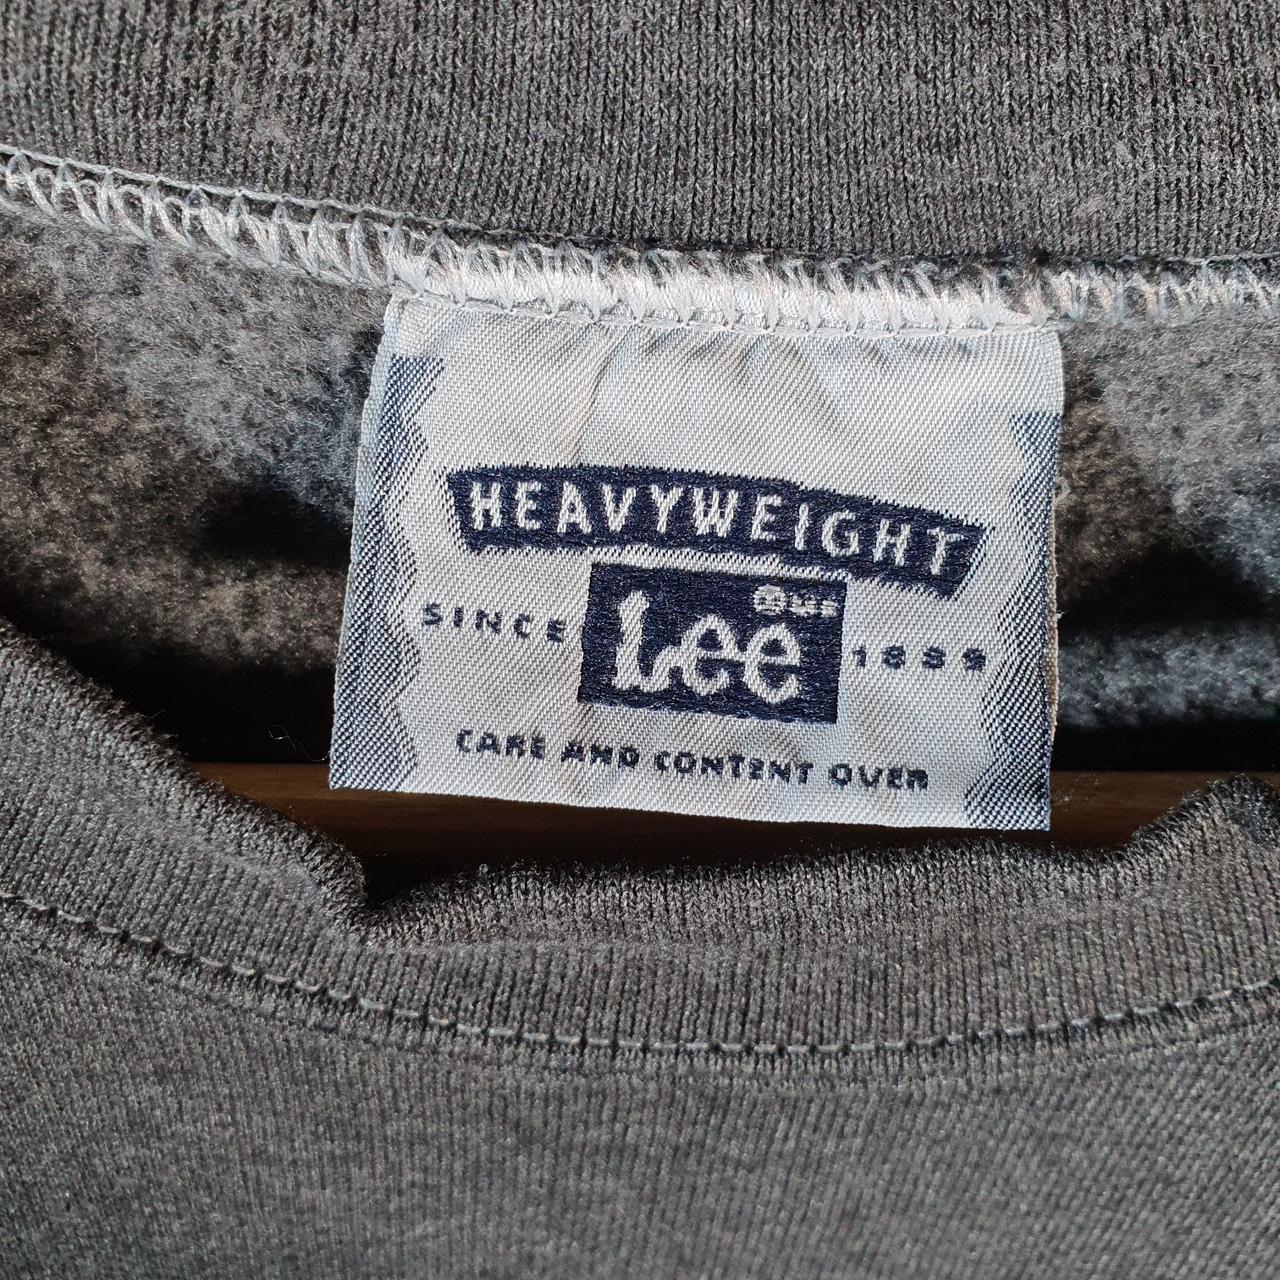 HEAVYWEIGHT
SINCE Lee 1889
CARE AND CONTENT OVER